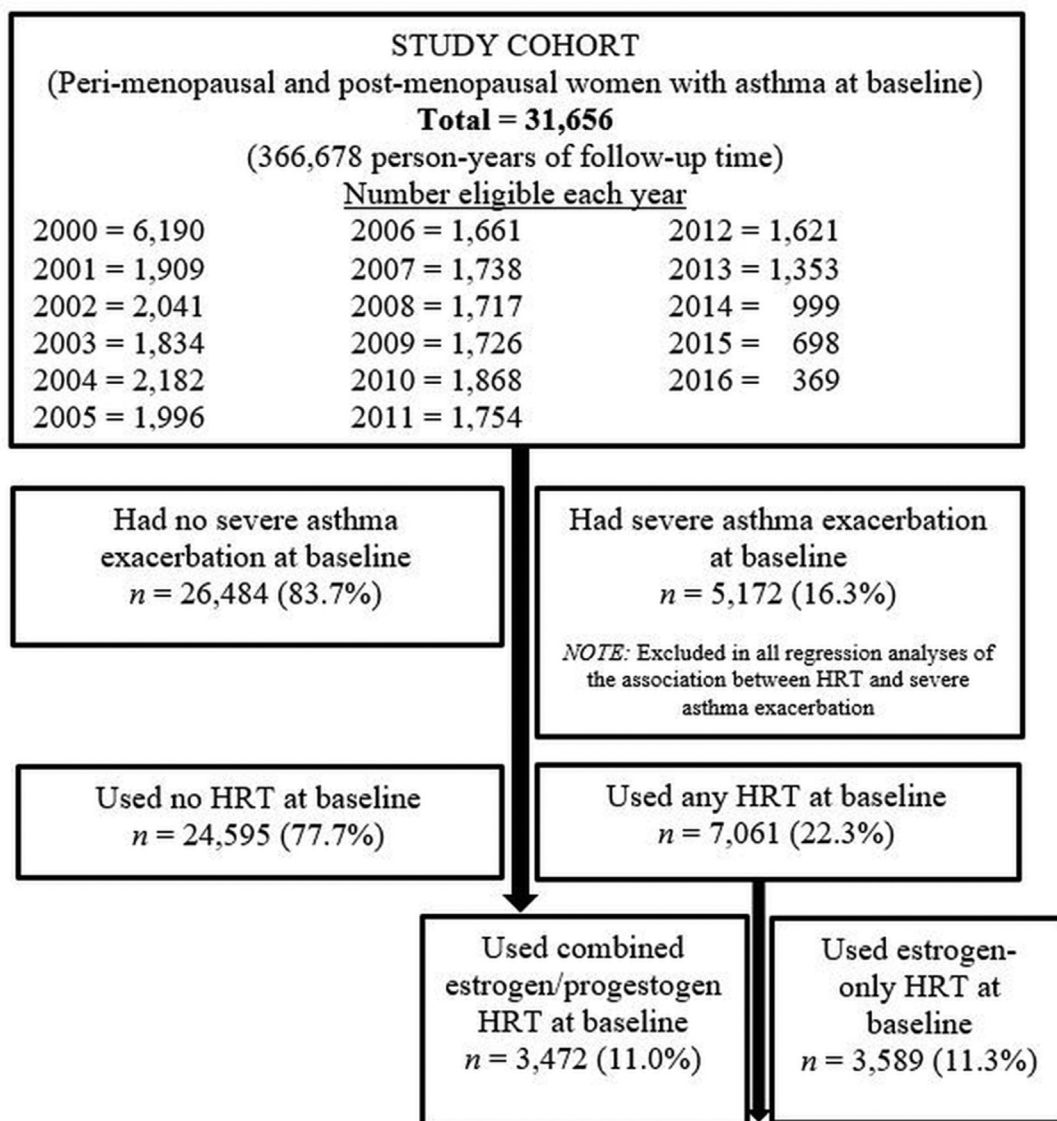 STUDY COHORT
(Peri-menopausal and post-menopausal women with asthma at baseline)
Total = 31,656
(366,678 person-years of follow-up time)
Number eligible each year
2000 = 6,190
2001 = 1,909
2002 = 2,041
2003 = 1,834
2004 = 2,182
2005 = 1,996
2006 = 1,661
2007 = 1,738
2008 = 1,717
2009 = 1,726
2010 = 1,868
2011 = 1,754
2012 = 1,621
2013 = 1,353
2014 = 999
2015 = 698
2016 = 369
Had no severe asthma
exacerbation at baseline
n = 26,484 (83.7%)
Had severe asthma exacerbation
at baseline
n = 5,172 (16.3%)
NOTE: Excluded in all regression analyses of
the association between HRT and severe
asthma exacerbation
Used no HRT at baseline
n = 24,595 (77.7%)
Used any HRT at baseline
n = 7,061 (22.3%)
Used combined
estrogen/progestogen
HRT at baseline
n = 3,472 (11.0%)
Used estrogen-
only HRT at
baseline
n = 3,589 (11.3%)